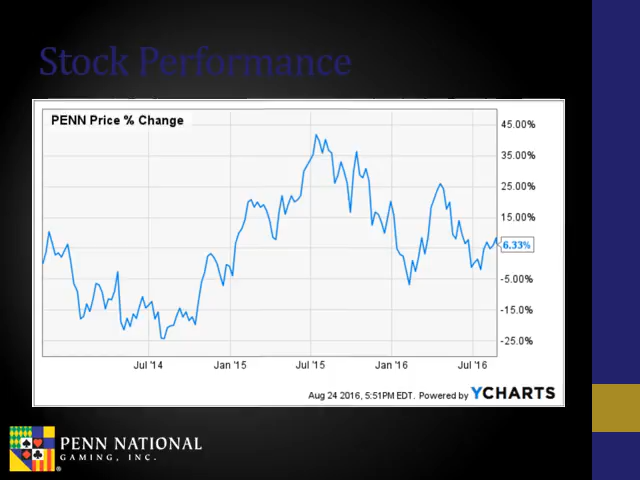 Stock Performance
PENN Price % Change
45.00%
35.00%
25.00%
15.00%
6.33%
-5.00%
-15.0%
-25.0%
Jul '14
Jan '15
Jul '15
Jan '16
Jul '16
Aug 24 2016, 5:51PM EDT. Powered by YCHARTS
PENN NATIONAL
GAMING, INC.
®